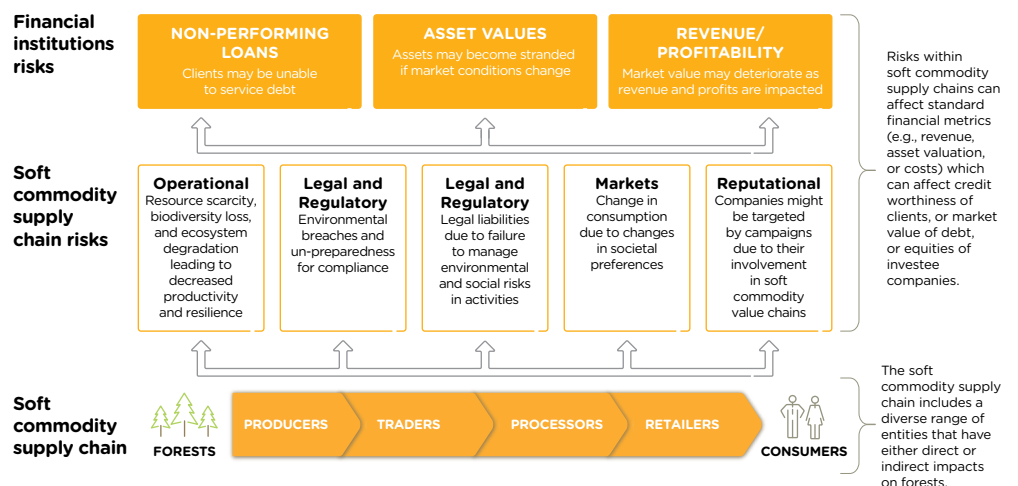 Financial
institutions
risks
NON-PERFORMING
LOANS
Clients may be unable
to service debt
ASSET VALUES
Assets may become stranded
if market conditions change
REVENUE/
PROFITABILITY
Market value may deteriorate as
revenue and profits are impacted
Risks within
soft commodity
supply chains can
affect standard
financial metrics
(e.g., revenue,
asset valuation,
or costs) which
can affect credit
worthiness of
clients, or market
value of debt,
or equities of
investee
companies.
Soft
commodity
supply
chain risks
Operational
Resource scarcity,
biodiversity loss,
and ecosystem
degradation
leading to
decreased
productivity
and resilience
Legal and
Regulatory
Environmental
breaches and
un-preparedness
for compliance
Legal and
Regulatory
Legal liabilities
due to failure
to manage
environmental
and social risks
in activities
Markets
Change in
consumption
due to changes
in societal
preferences
Reputational
Companies might
be targeted
by campaigns
due to their
involvement
in soft
commodity
value chains
Soft
commodity
supply chain
FORESTS
PRODUCERS
TRADERS
PROCESSORS
RETAILERS
CONSUMERS
The soft
commodity supply
chain includes a
diverse range of
entities that have
either direct or
indirect impacts
on forests.